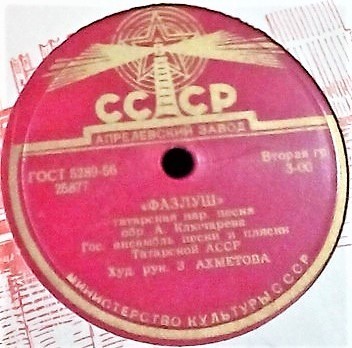 СССР
АПРЕЛЕВСКИЙ ЗАВОД
ГОСТ 5289-56
25877
Вторая гр
3-00
«ФАЗЛУШ»
татарская нар. песня
обр А. Ключарева
Гос. ансамбль песни и пляски
Татарской АССР
Худ рук. З АХМЕТОВА
МИНИСТЕРСТВО КУЛЬТУРЫ СССР